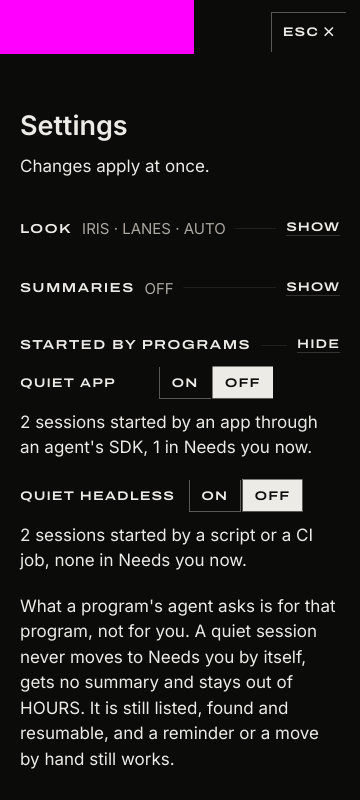 ESC ✕
Settings
Changes apply at once.
LOOK IRIS · LANES · AUTO SHOW
SUMMARIES OFF SHOW
STARTED BY PROGRAMS HIDE
QUIET APP ON OFF
2 sessions started by an app through
an agent's SDK, 1 in Needs you now.
QUIET HEADLESS ON OFF
2 sessions started by a script or a CI
job, none in Needs you now.
What a program's agent asks is for that
program, not for you. A quiet session
never moves to Needs you by itself,
gets no summary and stays out of
HOURS. It is still listed, found and
resumable, and a reminder or a move
by hand still works.